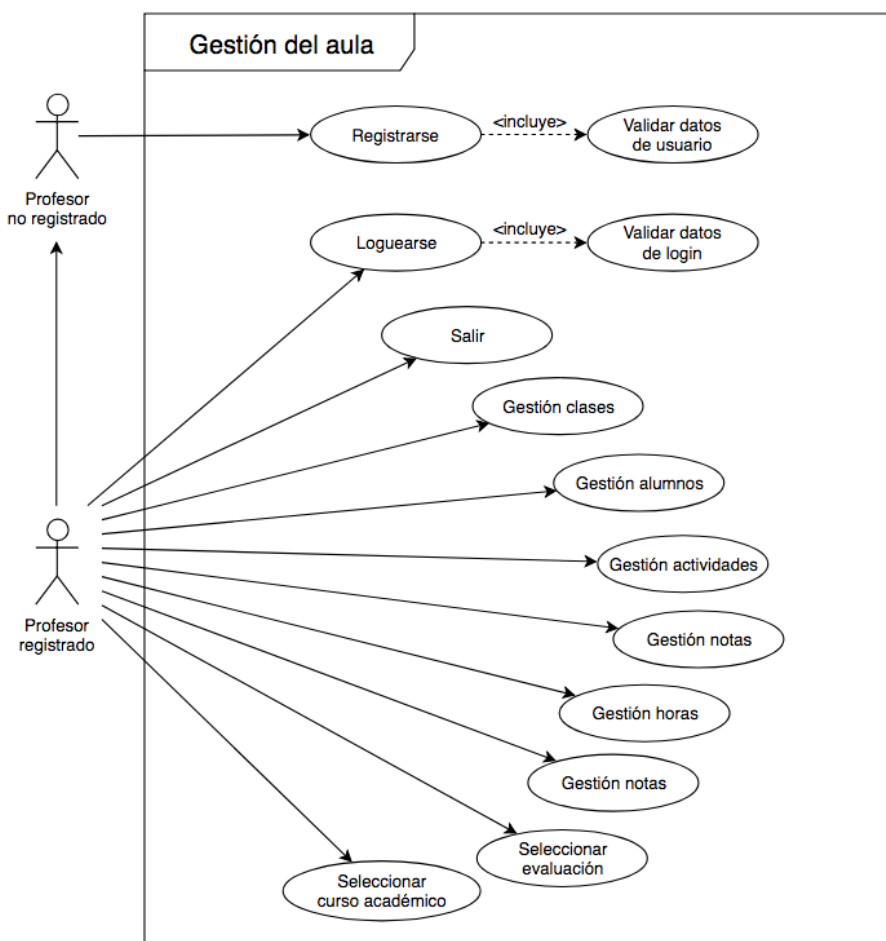 Gestión del aula
Registrarse
<incluye>
Validar datos
de usuario
Profesor
no registrado
Loguearse
<incluye>
Validar datos
de login
Salir
Gestión clases
Gestión alumnos
Gestión actividades
Profesor
registrado
Gestión notas
Gestión horas
Gestión notas
Seleccionar
evaluación
Seleccionar
curso académico